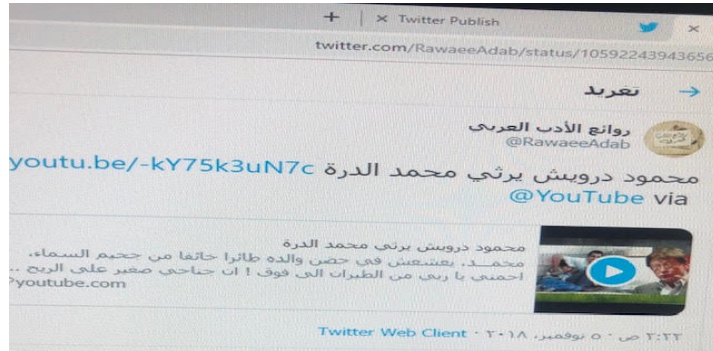 Twitter Publish
twitter.com/RawaeeAdab/status/10592243943656
تغريد
روائع الأدب العربي
@RawaeeAdab
محمود درويش يرثي محمد الدرة youtu.be/-kY75k3uN7c
via @YouTube
محمود درويش يرثي محمد الدرة
محمــد، يعشعش في حضن والده طائرا خائفا من جحيم السماء،
احمني يا ربي من الطيران الى فوق ! ان جناحي صغير على الريح ..
youtube.com
٢:٢٢ ص · ٥ نوفمبر، ٢٠١٨ · Twitter Web Client